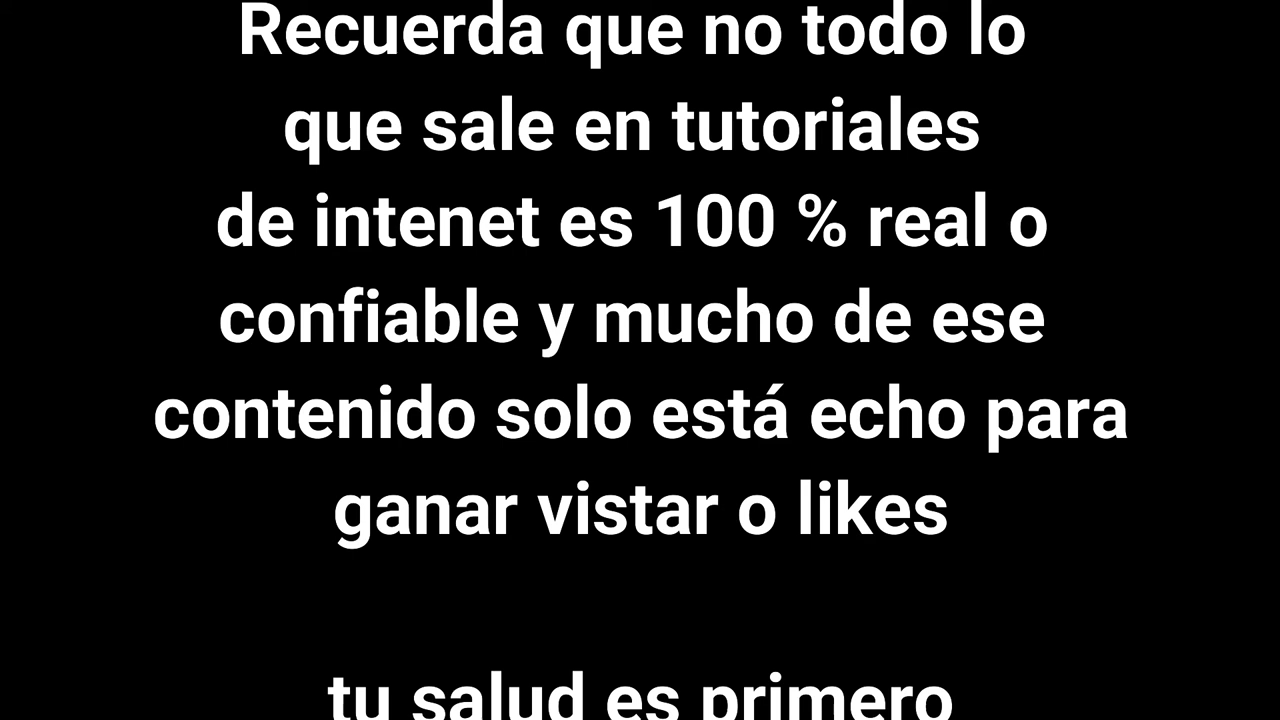 Recuerda que no todo lo
que sale en tutoriales
de intenet es 100 % real o
confiable y mucho de ese
contenido solo está echo para
ganar vistar o likes
tu salud es primero